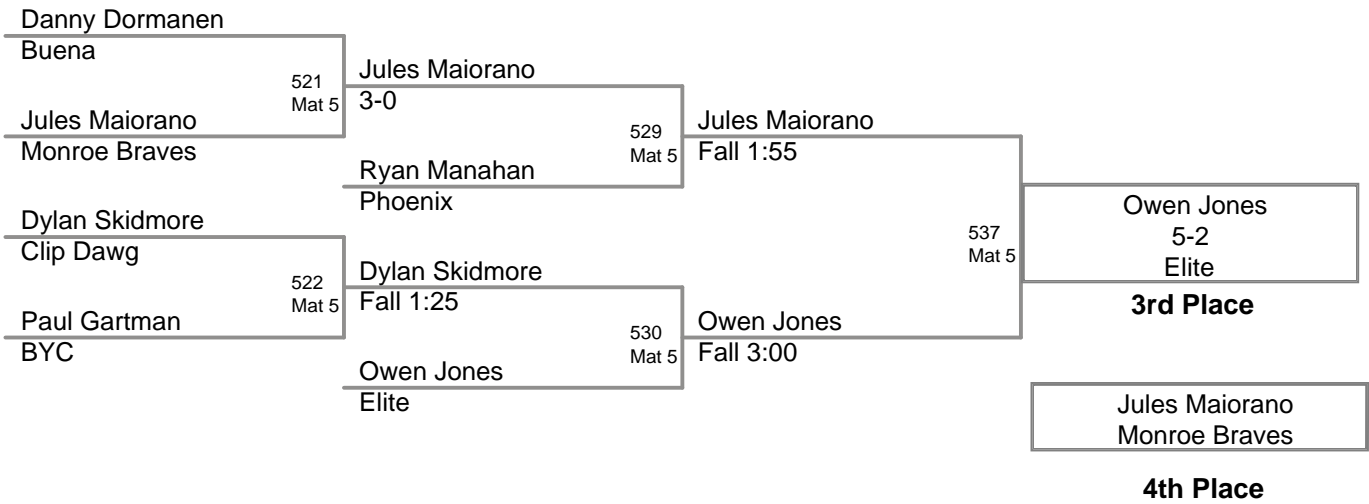 Danny Dormanen
Buena
521
Mat 5
Jules Maiorano
3-0
Jules Maiorano
Monroe Braves
529
Mat 5
Jules Maiorano
Fall 1:55
Ryan Manahan
Phoenix
Dylan Skidmore
Clip Dawg
522
Mat 5
Dylan Skidmore
Fall 1:25
Paul Gartman
BYC
530
Mat 5
Owen Jones
Fall 3:00
Owen Jones
Elite
537
Mat 5
Owen Jones
5-2
Elite
3rd Place
Jules Maiorano
Monroe Braves
4th Place